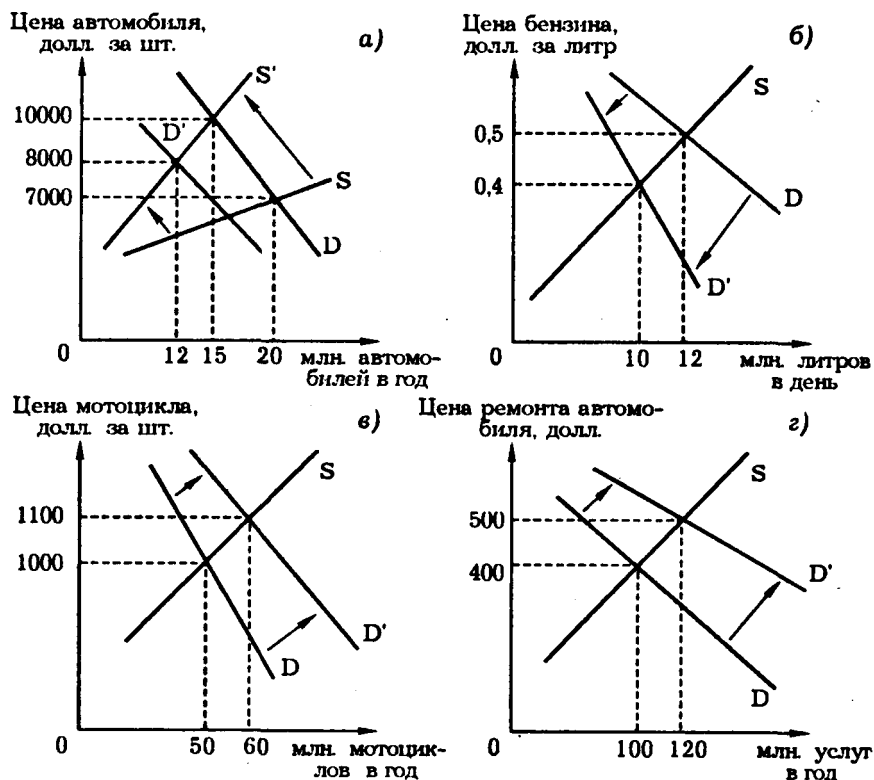 Цена автомобиля,
долл. за шт.
а)
S'
10000
D'
8000
7000
S
D
0
12 15 20
млн. автомо-
билей в год
Цена бензина,
долл. за литр
б)
S
0,5
0,4
D
D'
0
10 12
млн. литров
в день
Цена мотоцикла,
долл. за шт.
в)
S
1100
1000
D'
D
0
50 60
млн. мотоцик-
лов в год
Цена ремонта автомо-
биля, долл.
г)
S
500
400
D'
D
0
100 120
млн. услуг
в год